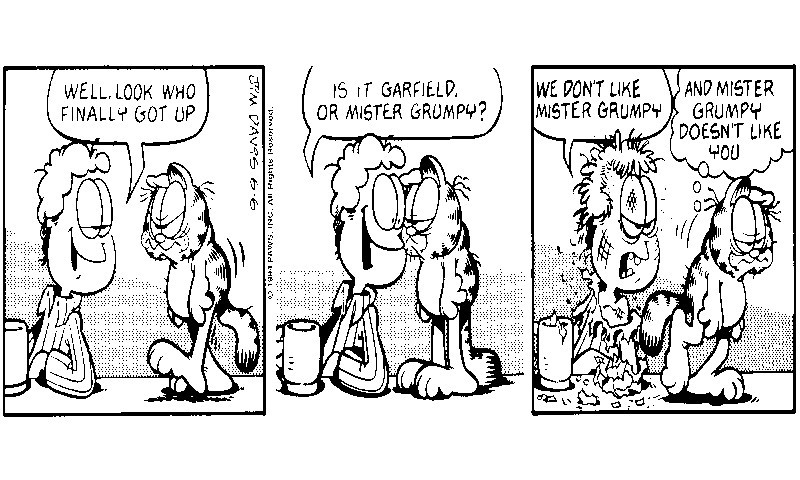 WELL, LOOK WHO
FINALLY GOT UP
JIM DAVIS 6-6
© 1994 PAWS, INC. All Rights Reserved.
IS IT GARFIELD,
OR MISTER GRUMPY?
WE DON'T LIKE
MISTER GRUMPY
AND MISTER
GRUMPY
DOESN'T LIKE
YOU